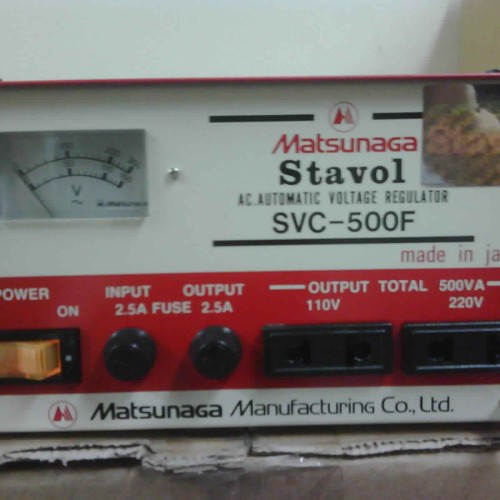 Matsunaga
Stavol
AC.AUTOMATIC VOLTAGE REGULATOR
SVC-500F
made in ja
V
POWER
ON
INPUT OUTPUT
2.5A FUSE 2.5A
OUTPUT TOTAL 500VA
110V 220V
Matsunaga Manufacturing Co., Ltd.